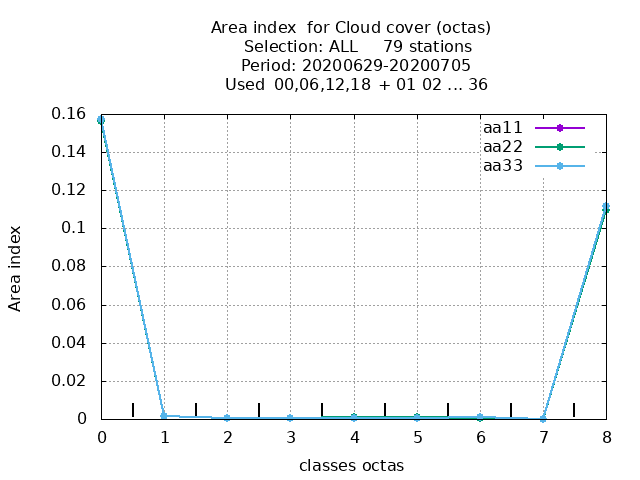 Area index  for Cloud cover (octas)
Selection: ALL     79 stations
Period: 20200629-20200705
Used  00,06,12,18 + 01 02 ... 36
aa11
aa22
aa33
Area index
0.16
0.14
0.12
0.1
0.08
0.06
0.04
0.02
0
0 1 2 3 4 5 6 7 8
classes octas